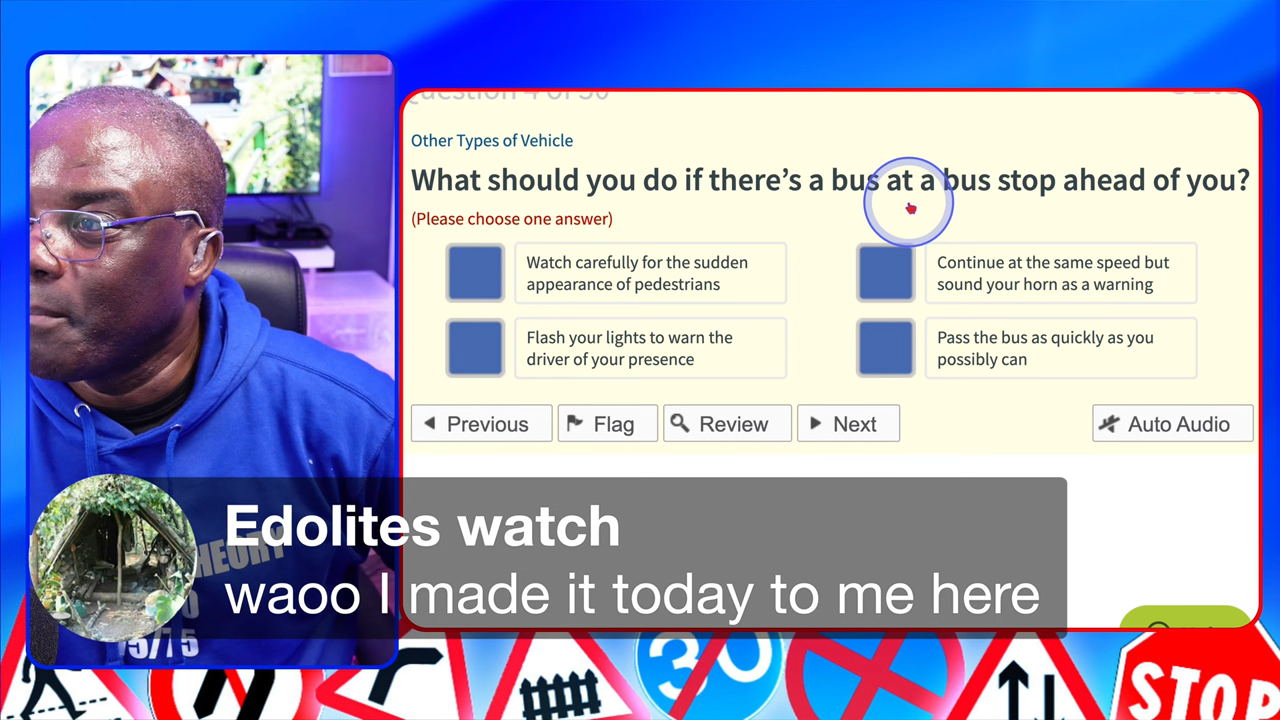 Other Types of Vehicle
What should you do if there's a bus at a bus stop ahead of you?
(Please choose one answer)
Watch carefully for the sudden
appearance of pedestrians
Continue at the same speed but
sound your horn as a warning
Flash your lights to warn the
driver of your presence
Pass the bus as quickly as you
possibly can
Previous
Flag
Review
Next
Auto Audio
Edolites watch
waoo I made it today to me here
30
STOP